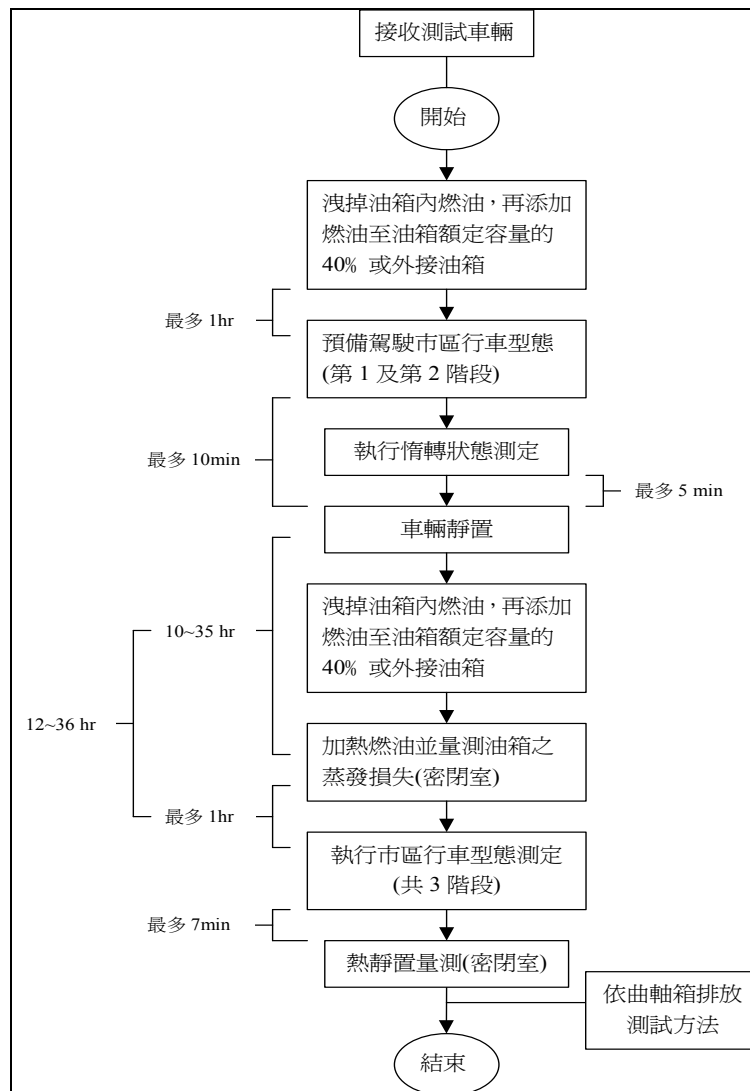 接收測試車輛
開始
洩掉油箱內燃油，再添加
燃油至油箱額定容量的
40% 或外接油箱
最多 1hr
預備駕駛市區行車型態
(第 1 及第 2 階段)
最多 10min
執行惰轉狀態測定
最多 5 min
車輛靜置
10~35 hr
洩掉油箱內燃油，再添加
燃油至油箱額定容量的
40% 或外接油箱
12~36 hr
加熱燃油並量測油箱之
蒸發損失(密閉室)
最多 1hr
執行市區行車型態測定
(共 3 階段)
最多 7min
熱靜置量測(密閉室)
依曲軸箱排放
測試方法
結束